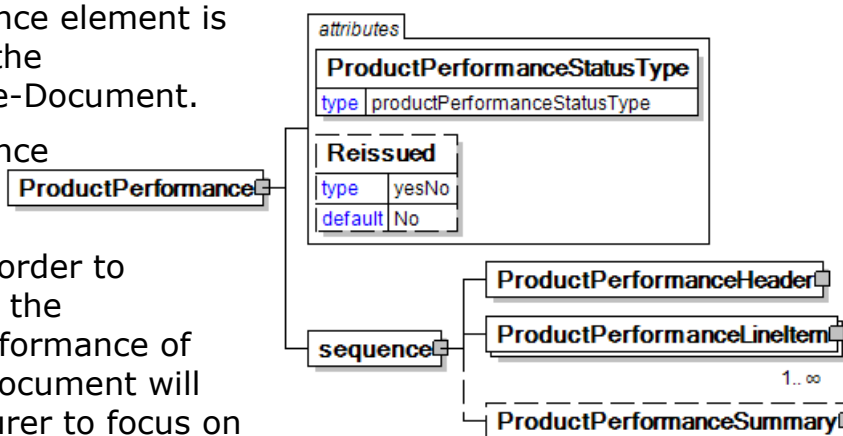 nce element is
the
e-Document.
nce
order to
the
formance of
ocument will
urer to focus on
attributes
ProductPerformanceStatusType
type productPerformanceStatusType
Reissued
type yesNo
default No
ProductPerformance
sequence
ProductPerformanceHeader
ProductPerformanceLineItem
1.. ∞
ProductPerformanceSummary